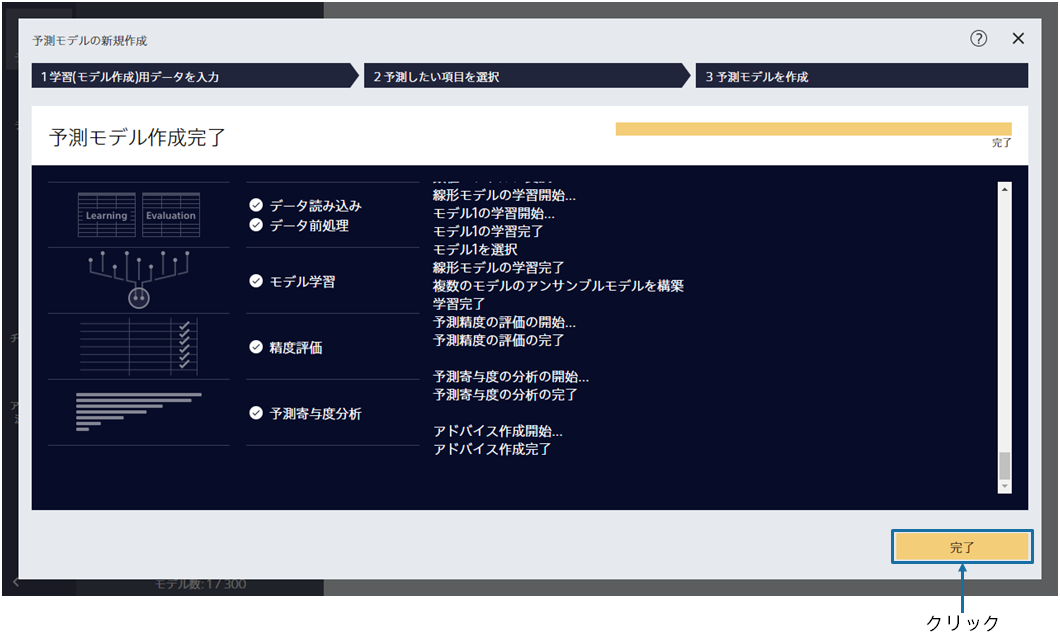 予測モデルの新規作成
?
1 学習(モデル作成)用データを入力
2 予測したい項目を選択
3 予測モデルを作成
予測モデル作成完了
完了
Learning
Evaluation
データ読み込み
データ前処理
モデル学習
精度評価
予測寄与度分析
線形モデルの学習開始...
モデル1の学習開始...
モデル1の学習完了
モデル1を選択
線形モデルの学習完了
複数のモデルのアンサンブルモデルを構築
学習完了
予測精度の評価の開始...
予測精度の評価の完了
予測寄与度の分析の開始...
予測寄与度の分析の完了
アドバイス作成開始...
アドバイス作成完了
完了
モデル数: 1 / 300
クリック